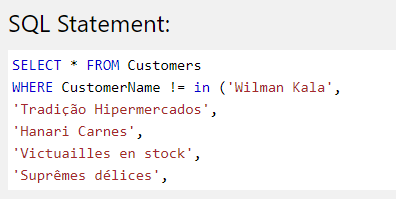 SQL Statement:
SELECT * FROM Customers
WHERE CustomerName != in ('Wilman Kala',
'Tradição Hipermercados',
'Hanari Carnes',
'Victuailles en stock',
'Suprêmes délices',